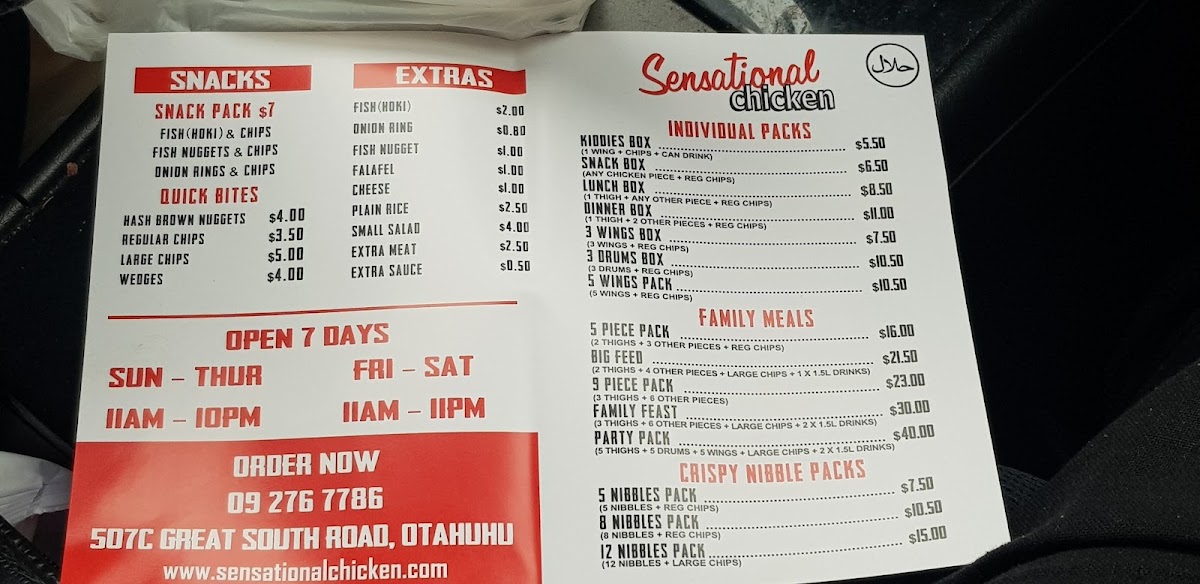 SNACKS
SNACK PACK $7
FISH(HOKI) & CHIPS
FISH NUGGETS & CHIPS
ONION RINGS & CHIPS
QUICK BITES
HASH BROWN NUGGETS $4.00
REGULAR CHIPS $3.50
LARGE CHIPS $5.00
WEDGES $4.00
EXTRAS
FISH(HOKI) $2.00
ONION RING $0.80
FISH NUGGET $1.00
FALAFEL $1.00
CHEESE $1.00
PLAIN RICE $2.50
SMALL SALAD $4.00
EXTRA MEAT $2.50
EXTRA SAUCE $0.50
OPEN 7 DAYS
SUN - THUR FRI - SAT
11AM - 10PM 11AM - 11PM
ORDER NOW
09 276 7786
507C GREAT SOUTH ROAD, OTAHUHU
www.sensationalchicken.com
Sensational
chicken
حلال
INDIVIDUAL PACKS
KIDDIES BOX $5.50
(1 WING + CHIPS + CAN DRINK)
SNACK BOX $6.50
(ANY CHICKEN PIECE + REG CHIPS)
LUNCH BOX $8.50
(1 THIGH + ANY OTHER PIECE + REG CHIPS)
DINNER BOX $11.00
(1 THIGH + 2 OTHER PIECES + REG CHIPS)
3 WINGS BOX $7.50
(3 WINGS + REG CHIPS)
3 DRUMS BOX $10.50
(3 DRUMS + REG CHIPS)
5 WINGS PACK $10.50
(5 WINGS + REG CHIPS)
FAMILY MEALS
5 PIECE PACK $16.00
(2 THIGHS + 3 OTHER PIECES + REG CHIPS)
BIG FEED $21.50
(2 THIGHS + 4 OTHER PIECES + LARGE CHIPS + 1 X 1.5L DRINKS)
9 PIECE PACK $23.00
(3 THIGHS + 6 OTHER PIECES)
FAMILY FEAST $30.00
(3 THIGHS + 6 OTHER PIECES + LARGE CHIPS + 2 X 1.5L DRINKS)
PARTY PACK $40.00
(5 THIGHS + 5 DRUMS + 5 WINGS + LARGE CHIPS + 2 X 1.5L DRINKS)
CRISPY NIBBLE PACKS
5 NIBBLES PACK $7.50
(5 NIBBLES + REG CHIPS)
8 NIBBLES PACK $10.50
(8 NIBBLES + REG CHIPS)
12 NIBBLES PACK $15.00
(12 NIBBLES + LARGE CHIPS)